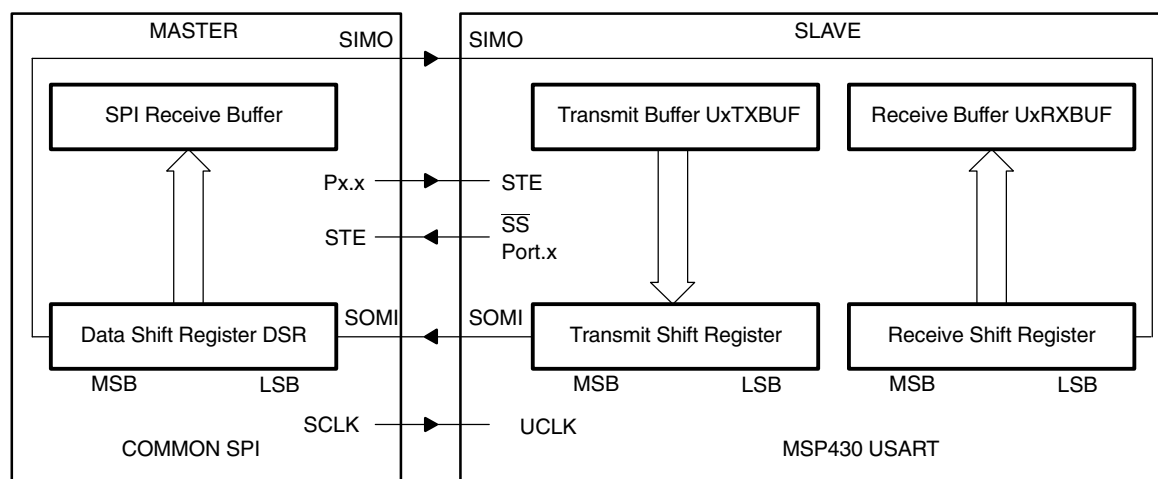 MASTER
SIMO
SIMO
SLAVE
SPI Receive Buffer
Transmit Buffer UxTXBUF
Receive Buffer UxRXBUF
Px.x
STE
STE
S̅S̅
Port.x
SOMI
SOMI
Data Shift Register DSR
Transmit Shift Register
Receive Shift Register
MSB
LSB
MSB
LSB
MSB
LSB
SCLK
UCLK
COMMON SPI
MSP430 USART